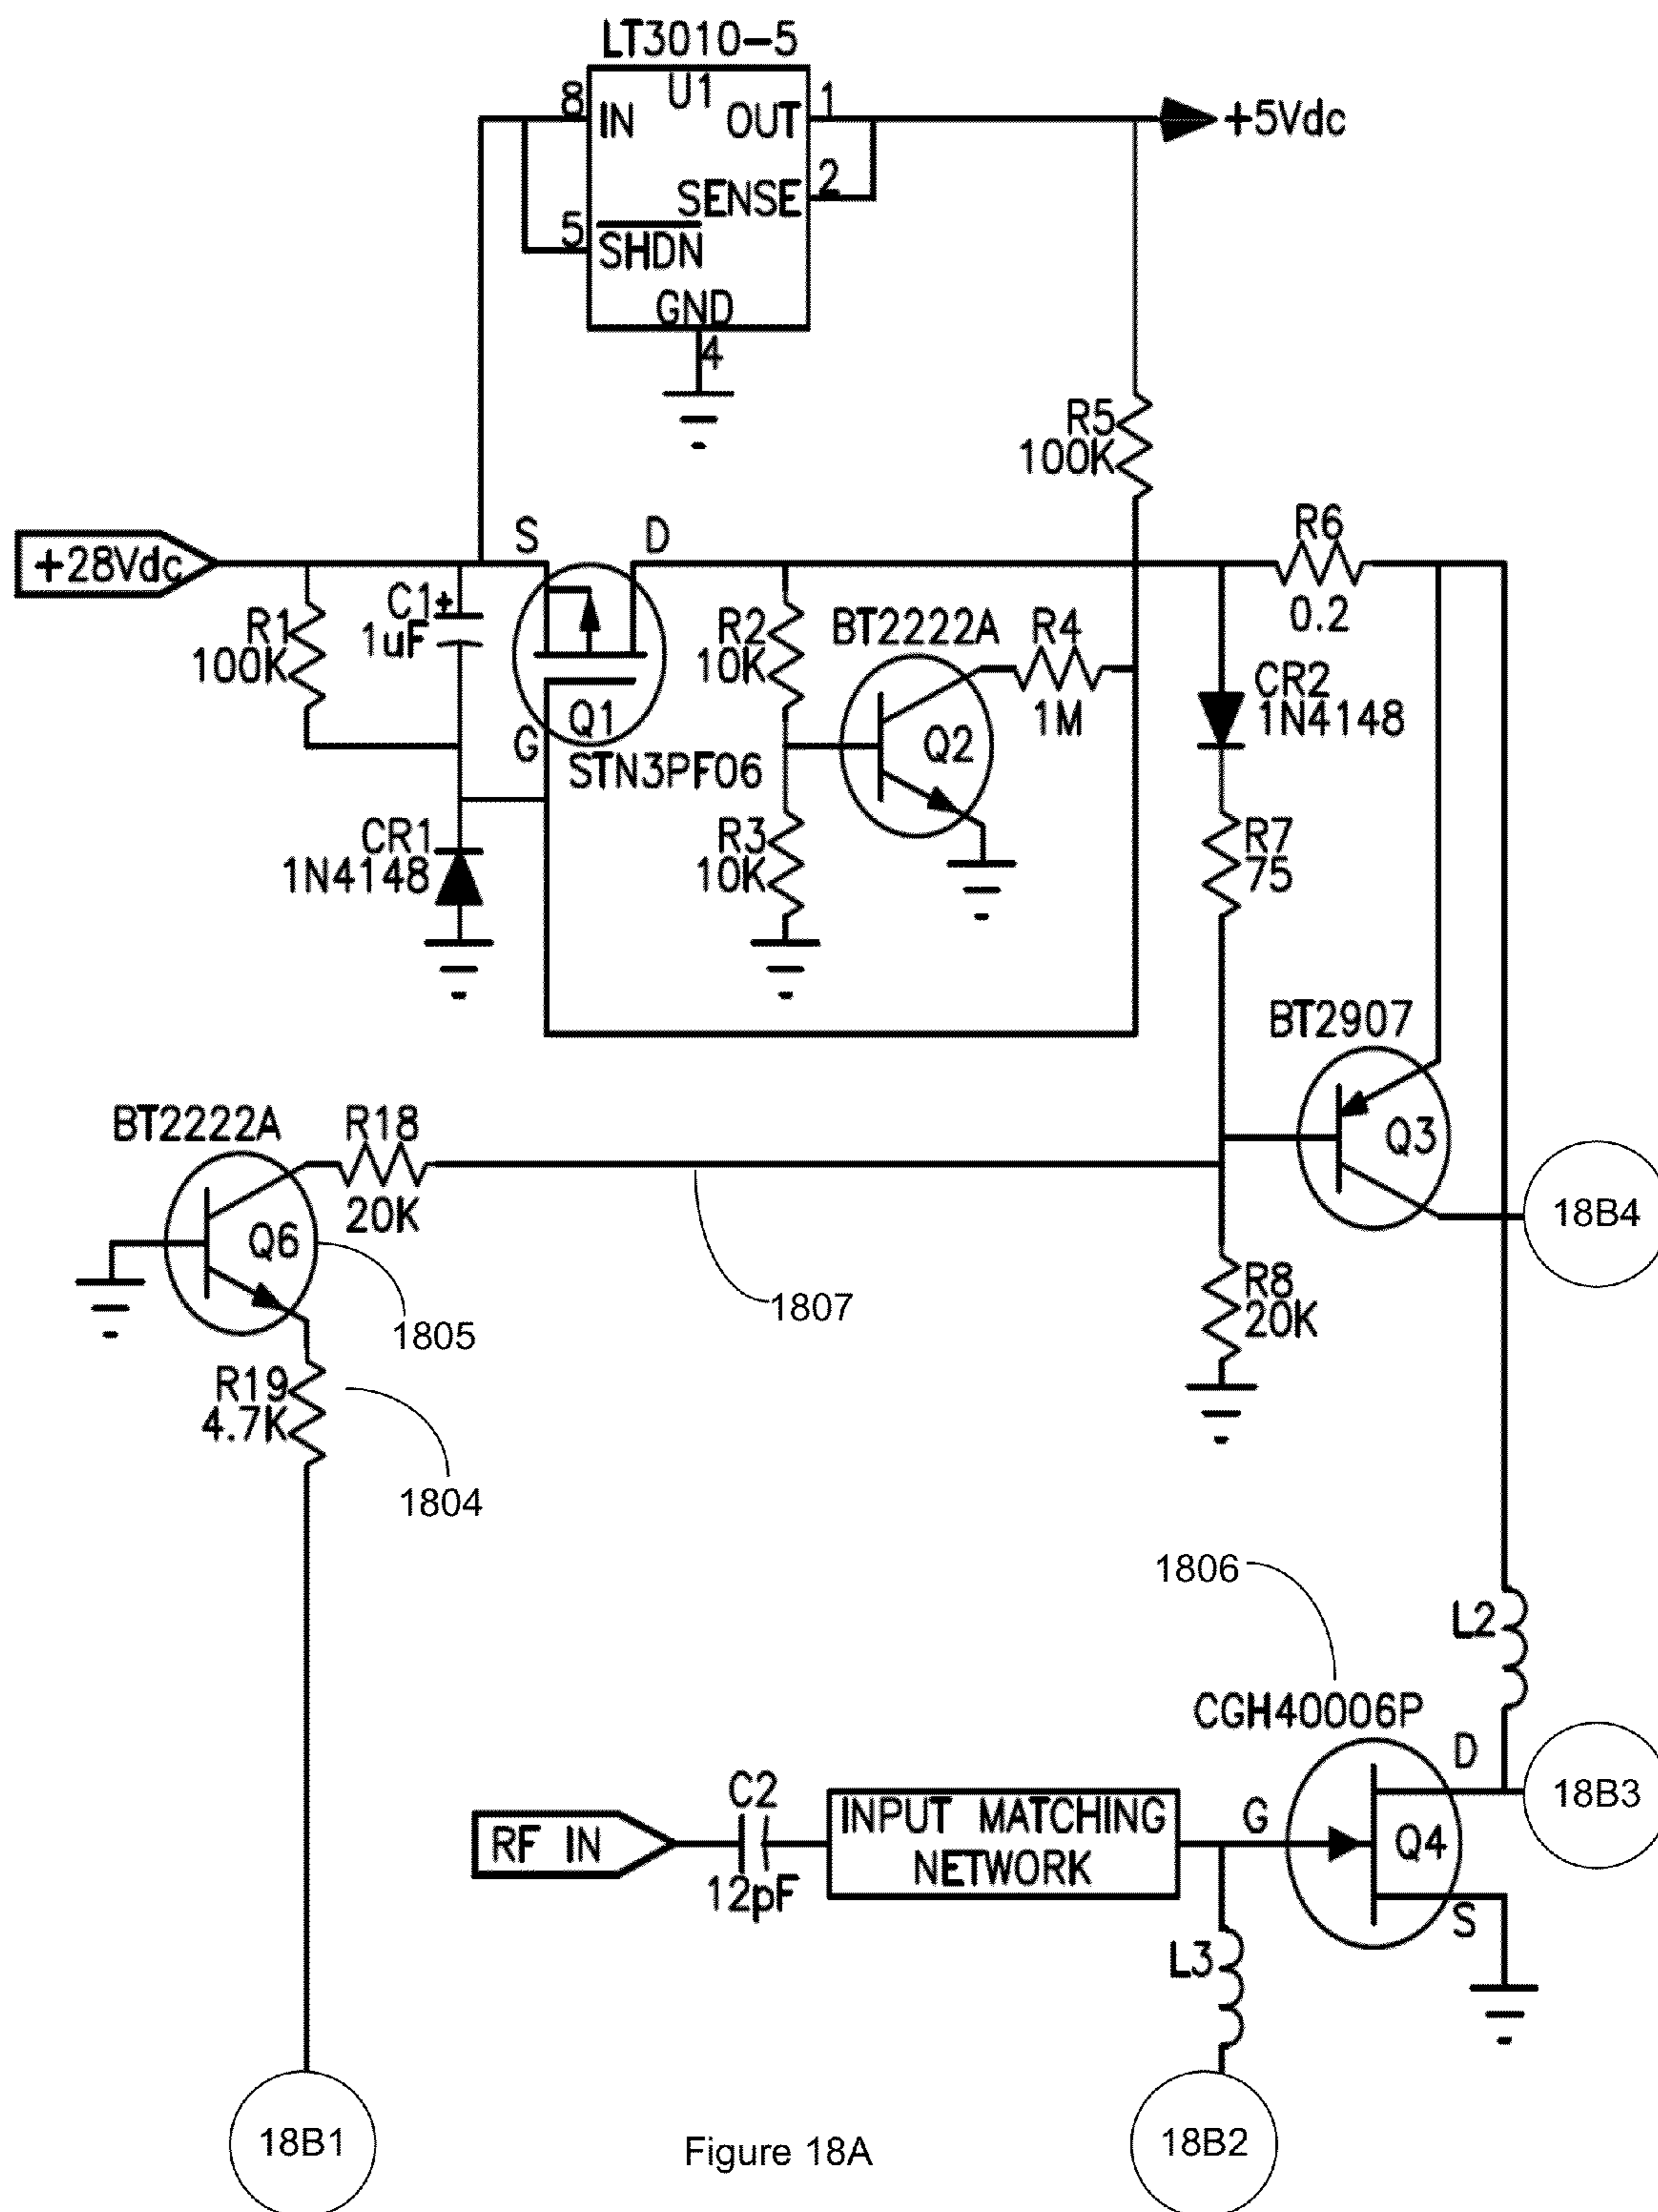 LT3010-5
U1
8
IN
OUT
1
+5Vdc
SENSE
2
5
SHDN
GND
4
R5
100K
+28Vdc
S
D
R6
0.2
R1
100K
C1
+
1uF
G
Q1
STN3PF06
R2
10K
BT2222A
R4
1M
Q2
CR2
1N4148
CR1
1N4148
R3
10K
R7
75
BT2907
Q3
BT2222A
R18
20K
Q6
1805
1807
18B4
R8
20K
R19
4.7K
1804
1806
L2
CGH40006P
D
RF IN
C2
12pF
INPUT MATCHING
NETWORK
G
Q4
S
18B3
L3
18B1
Figure 18A
18B2